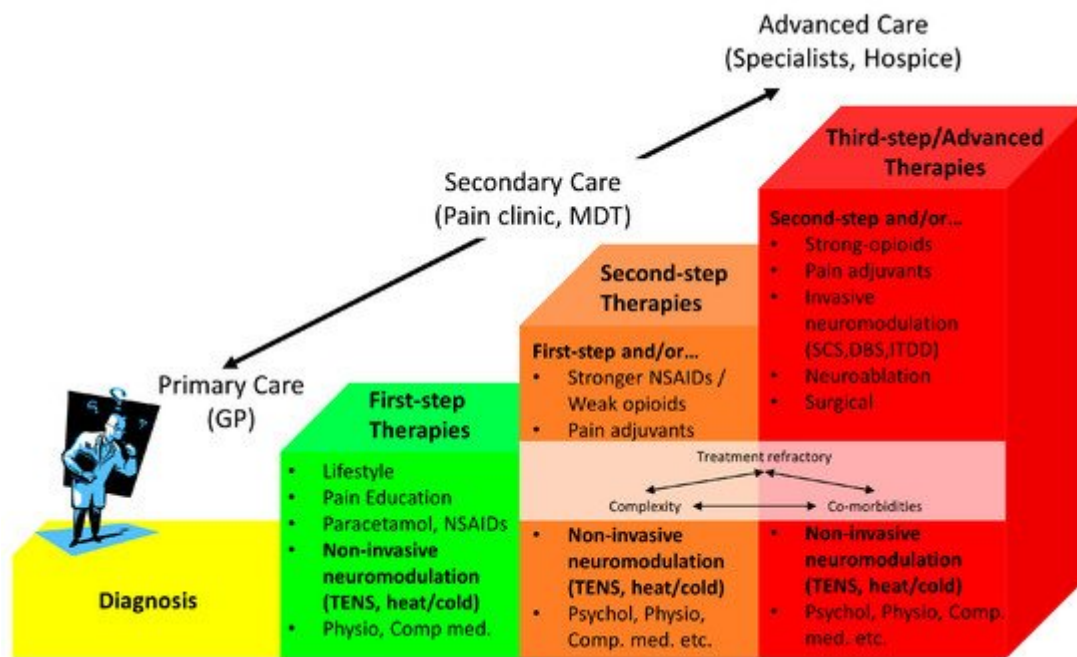 Advanced Care
(Specialists, Hospice)
Secondary Care
(Pain clinic, MDT)
Primary Care
(GP)
Diagnosis
First-step
Therapies
• Lifestyle
• Pain Education
• Paracetamol, NSAIDs
• Non-invasive
neuromodulation
(TENS, heat/cold)
• Physio, Comp med.
Second-step
Therapies
First-step and/or...
• Stronger NSAIDs /
Weak opioids
• Pain adjuvants
Third-step/Advanced
Therapies
Second-step and/or...
• Strong-opioids
• Pain adjuvants
• Invasive
neuromodulation
(SCS,DBS,ITDD)
• Neuroablation
• Surgical
Treatment refractory
Complexity
Co-morbidities
• Non-invasive
neuromodulation
(TENS, heat/cold)
• Psychol, Physio,
Comp. med. etc.
• Non-invasive
neuromodulation
(TENS, heat/cold)
• Psychol, Physio, Comp.
med. etc.